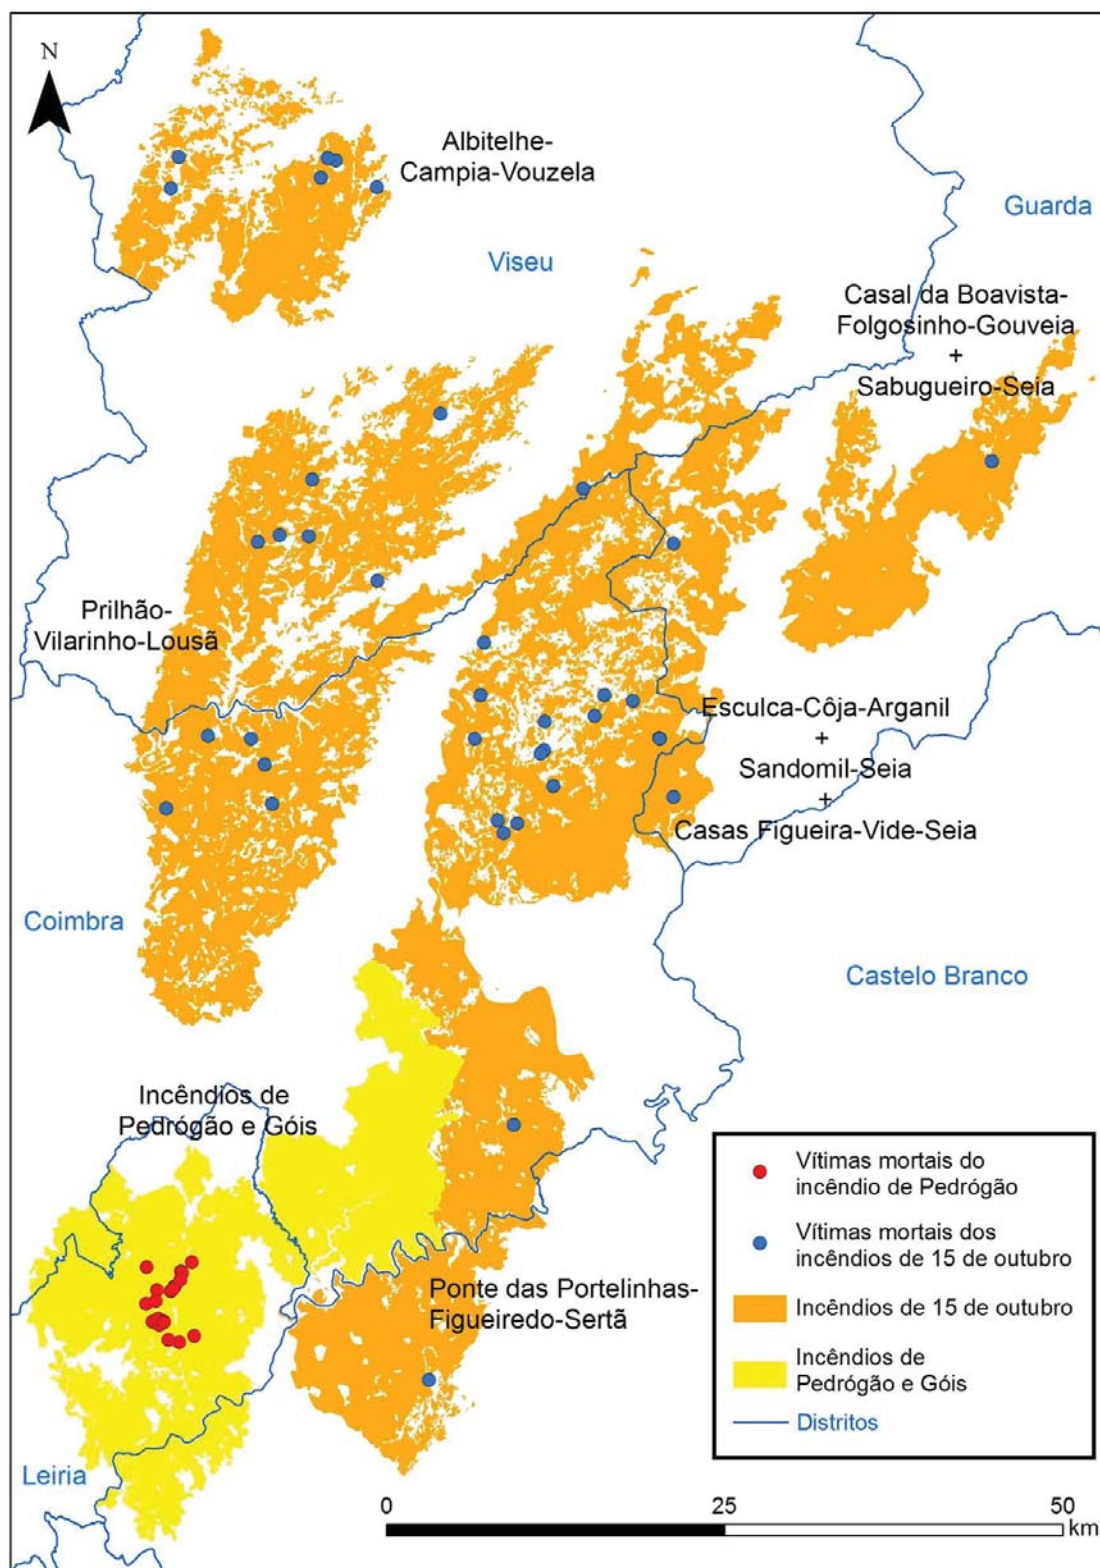 N
Albitelhe-
Campia-Vouzela
Guarda
Viseu
Casal da Boavista-
Folgosinho-Gouveia
+
Sabugueiro-Seia
Prilhão-
Vilarinho-Lousã
Esculca-Côja-Arganil
+
Sandomil-Seia
+
Casas Figueira-Vide-Seia
Coimbra
Castelo Branco
Incêndios de
Pedrógão e Góis
Ponte das Portelinhas-
Figueiredo-Sertã
Leiria
Vítimas mortais do
incêndio de Pedrógão
Vítimas mortais dos
incêndios de 15 de outubro
Incêndios de 15 de outubro
Incêndios de
Pedrógão e Góis
Distritos
0 25 50
km